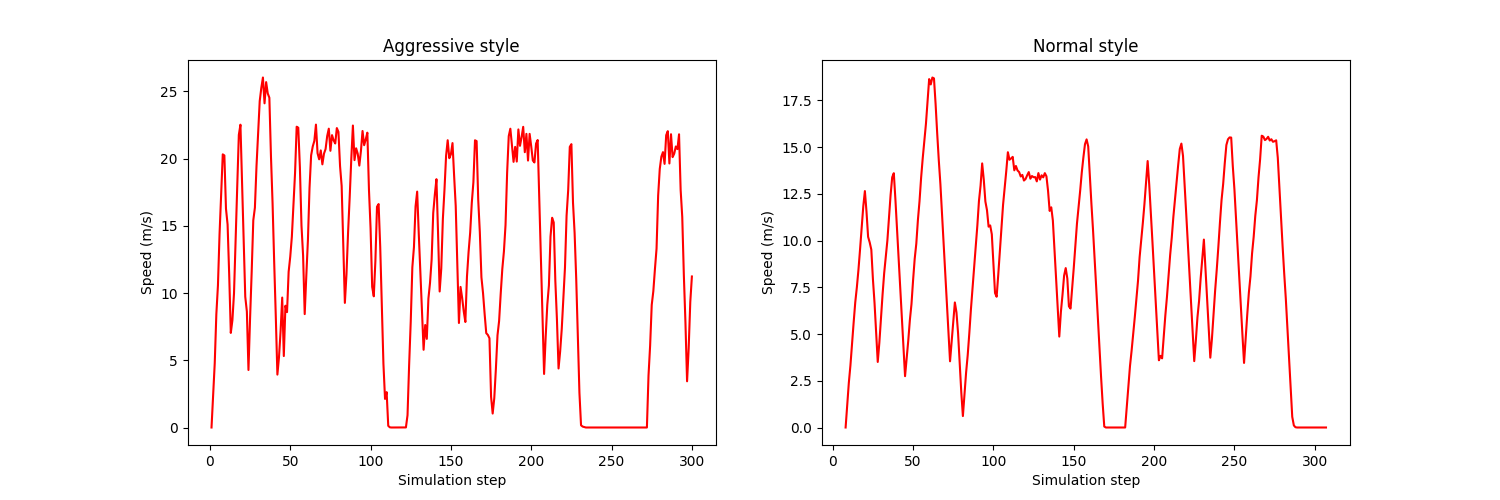 Aggressive style
25
20
15
10
5
0
Speed (m/s)
0 50 100 150 200 250 300
Simulation step
Normal style
17.5
15.0
12.5
10.0
7.5
5.0
2.5
0.0
Speed (m/s)
0 50 100 150 200 250 300
Simulation step